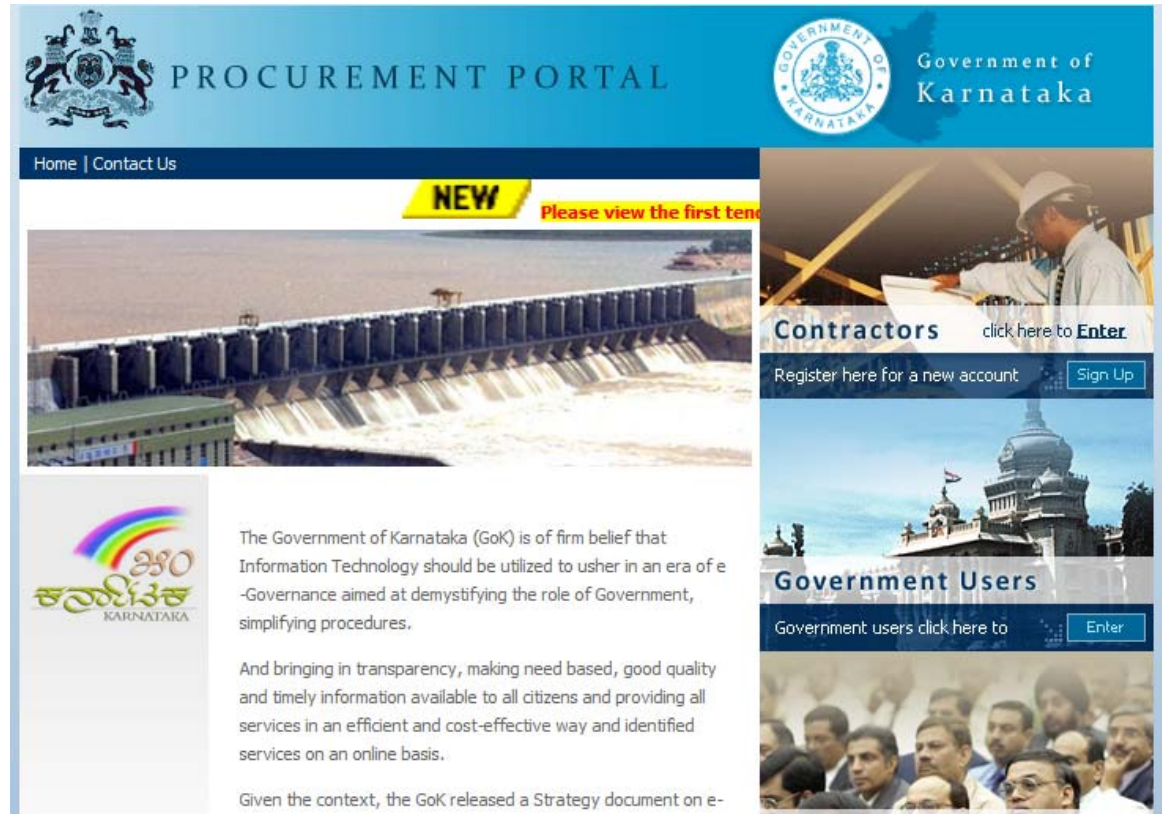 PROCUREMENT PORTAL
GOVERNMENT OF
KARNATAKA
Government of
Karnataka
Home | Contact Us
NEW
Please view the first tend
Contractors click here to Enter
Register here for a new account Sign Up
Government Users
Government users click here to Enter
ಕರ್ನಾಟಕ
KARNATAKA
The Government of Karnataka (GoK) is of firm belief that
Information Technology should be utilized to usher in an era of e
-Governance aimed at demystifying the role of Government,
simplifying procedures.
And bringing in transparency, making need based, good quality
and timely information available to all citizens and providing all
services in an efficient and cost-effective way and identified
services on an online basis.
Given the context, the GoK released a Strategy document on e-